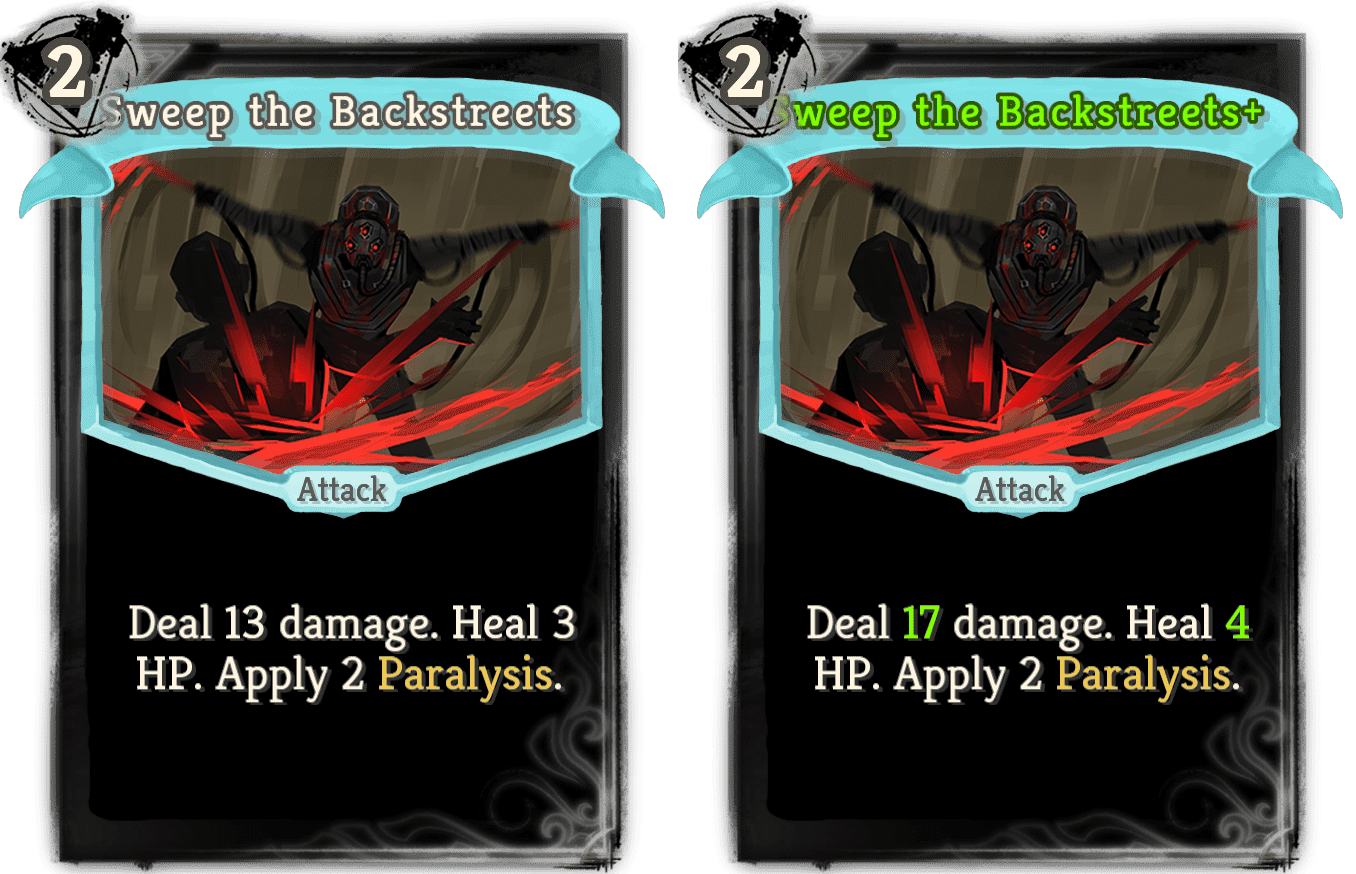 2
Sweep the Backstreets
Attack
Deal 13 damage. Heal 3
HP. Apply 2 Paralysis.
2
Sweep the Backstreets+
Attack
Deal 17 damage. Heal 4
HP. Apply 2 Paralysis.